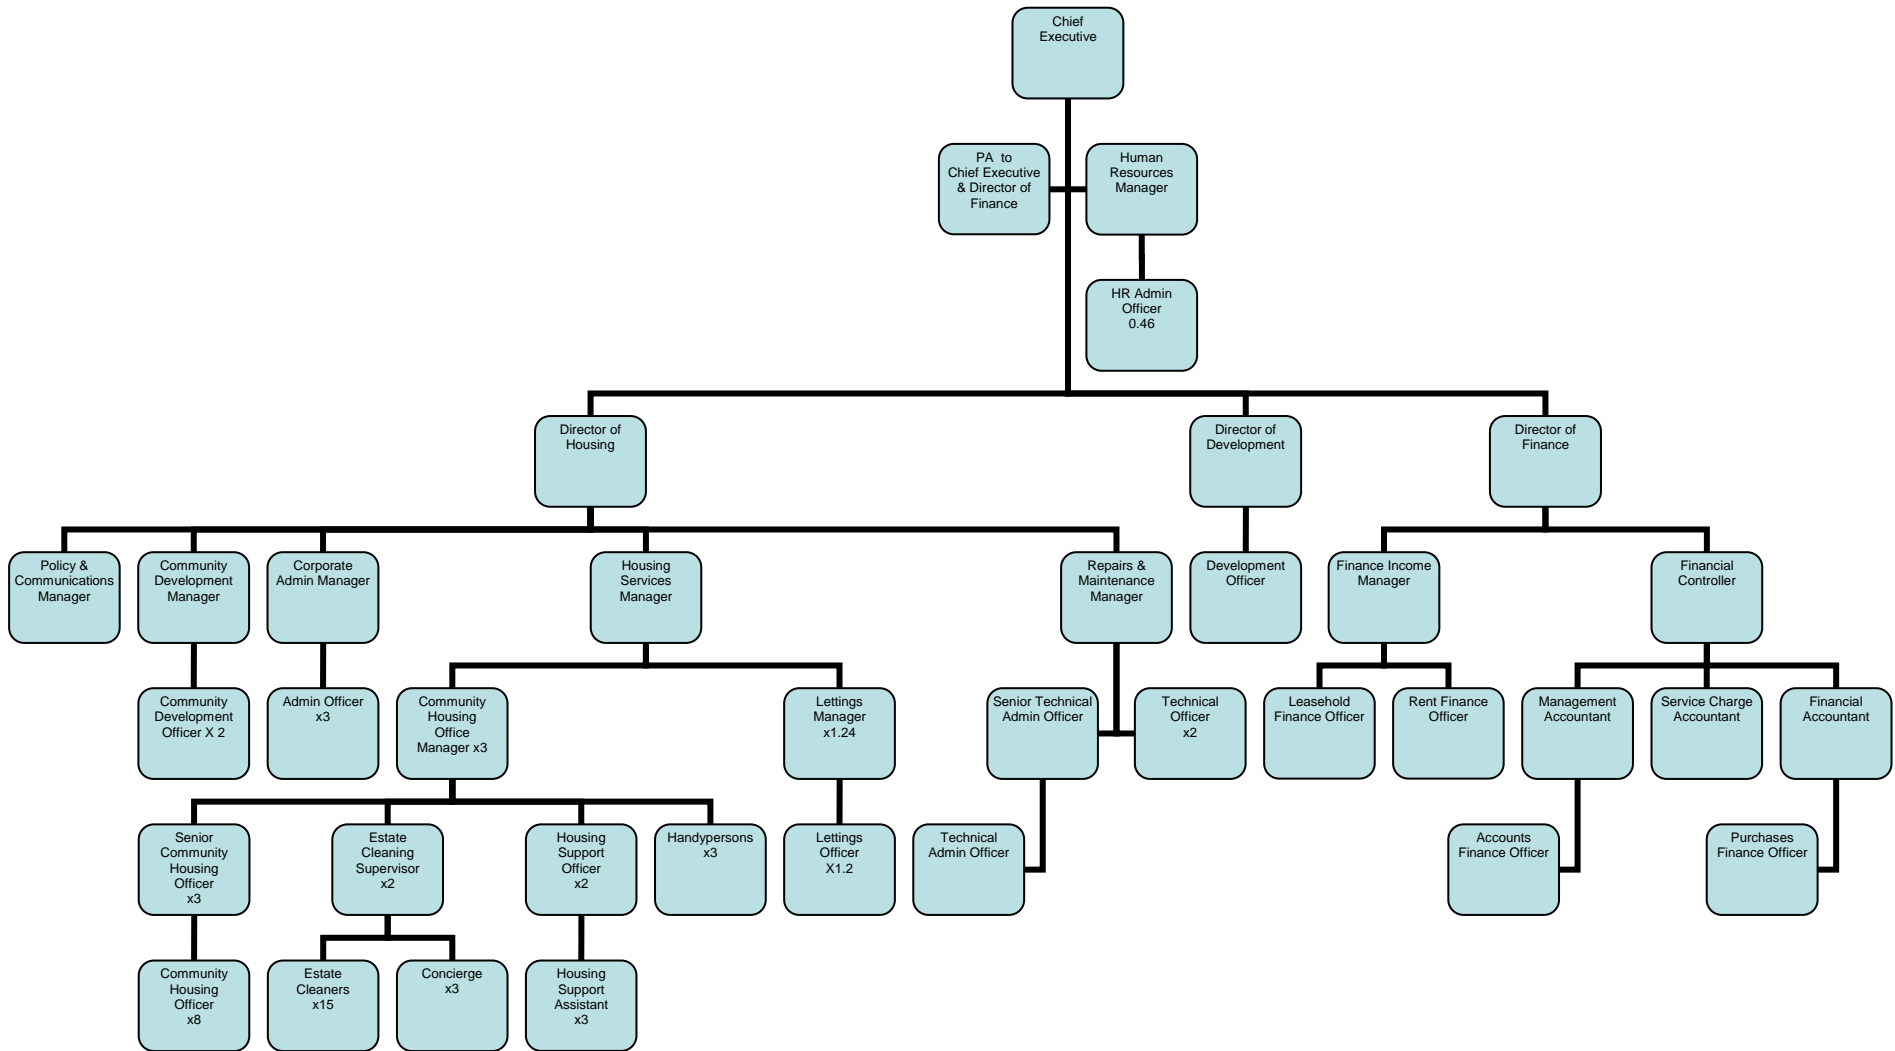 Chief
Executive
PA to
Chief Executive
& Director of
Finance
Human
Resources
Manager
HR Admin
Officer
0.46
Director of
Housing
Director of
Development
Director of
Finance
Policy &
Communications
Manager
Community
Development
Manager
Corporate
Admin Manager
Housing
Services
Manager
Repairs &
Maintenance
Manager
Development
Officer
Finance Income
Manager
Financial
Controller
Community
Development
Officer X 2
Admin Officer
x3
Community
Housing
Office
Manager x3
Lettings
Manager
x1.24
Senior Technical
Admin Officer
Technical
Officer
x2
Leasehold
Finance Officer
Rent Finance
Officer
Management
Accountant
Service Charge
Accountant
Financial
Accountant
Senior
Community
Housing
Officer
x3
Estate
Cleaning
Supervisor
x2
Housing
Support
Officer
x2
Handypersons
x3
Lettings
Officer
X1.2
Technical
Admin Officer
Accounts
Finance Officer
Purchases
Finance Officer
Community
Housing
Officer
x8
Estate
Cleaners
x15
Concierge
x3
Housing
Support
Assistant
x3